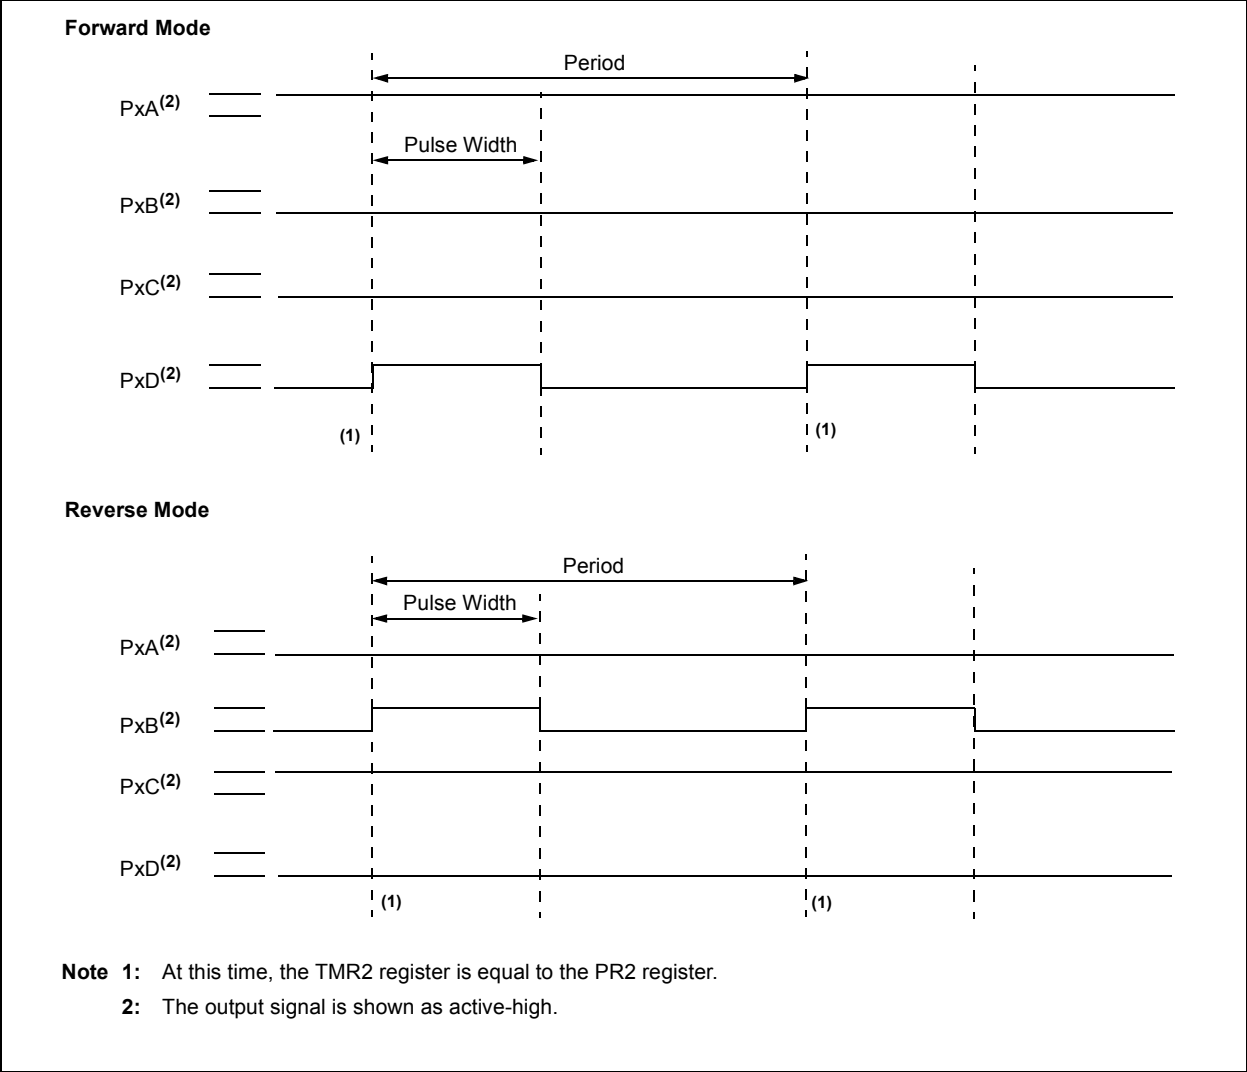 Forward Mode
Period
PxA(2)
Pulse Width
PxB(2)
PxC(2)
PxD(2)
(1)
(1)
Reverse Mode
Period
Pulse Width
PxA(2)
PxB(2)
PxC(2)
PxD(2)
(1)
(1)
Note 1: At this time, the TMR2 register is equal to the PR2 register.
2: The output signal is shown as active-high.